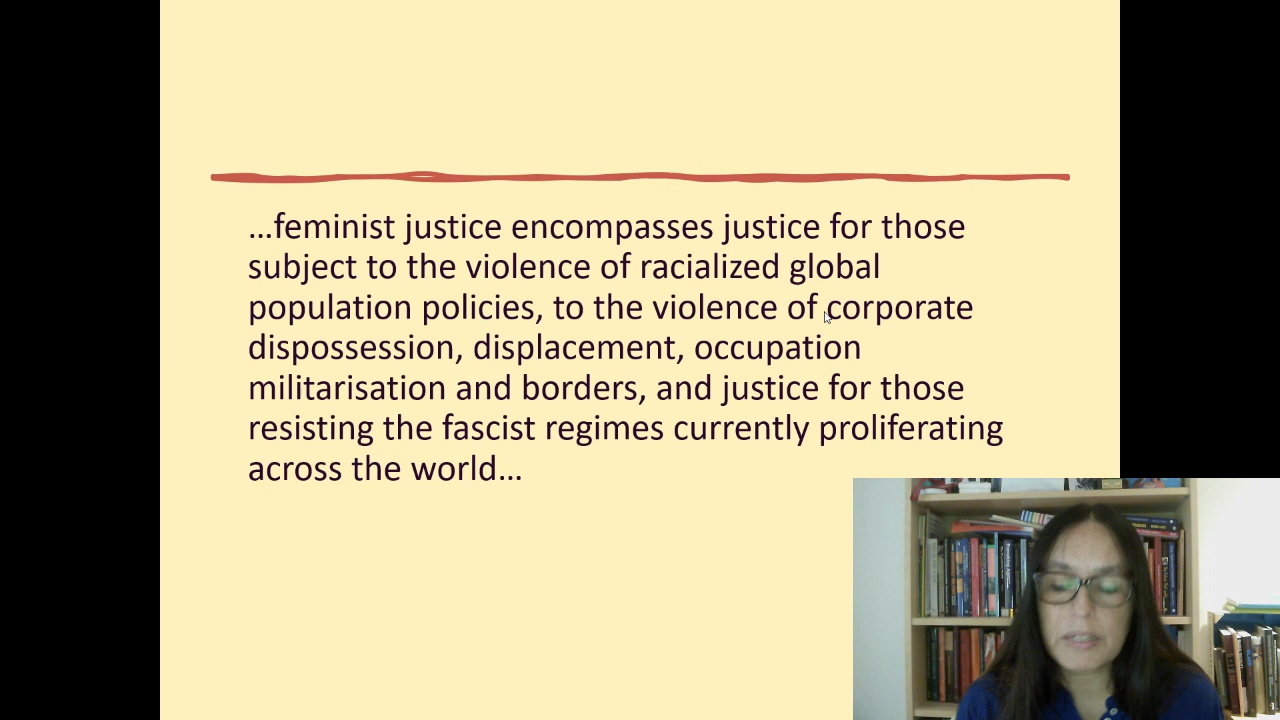 …feminist justice encompasses justice for those
subject to the violence of racialized global
population policies, to the violence of corporate
dispossession, displacement, occupation
militarisation and borders, and justice for those
resisting the fascist regimes currently proliferating
across the world…